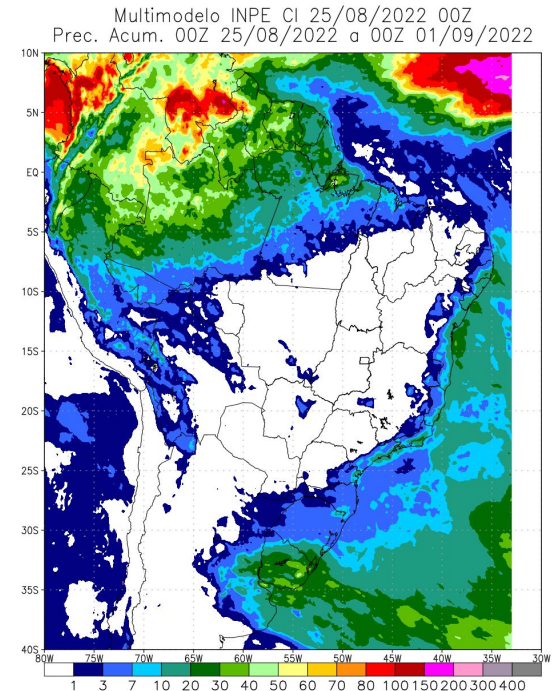 Multimodelo INPE CI 25/08/2022 00Z
Prec. Acum. 00Z 25/08/2022 a 00Z 01/09/2022
10N
5N
EQ
5S
10S
15S
20S
25S
30S
35S
40S
80W 75W 70W 65W 60W 55W 50W 45W 40W 35W 30W
1 3 7 10 20 30 40 50 60 70 80 100 150 200 300 400